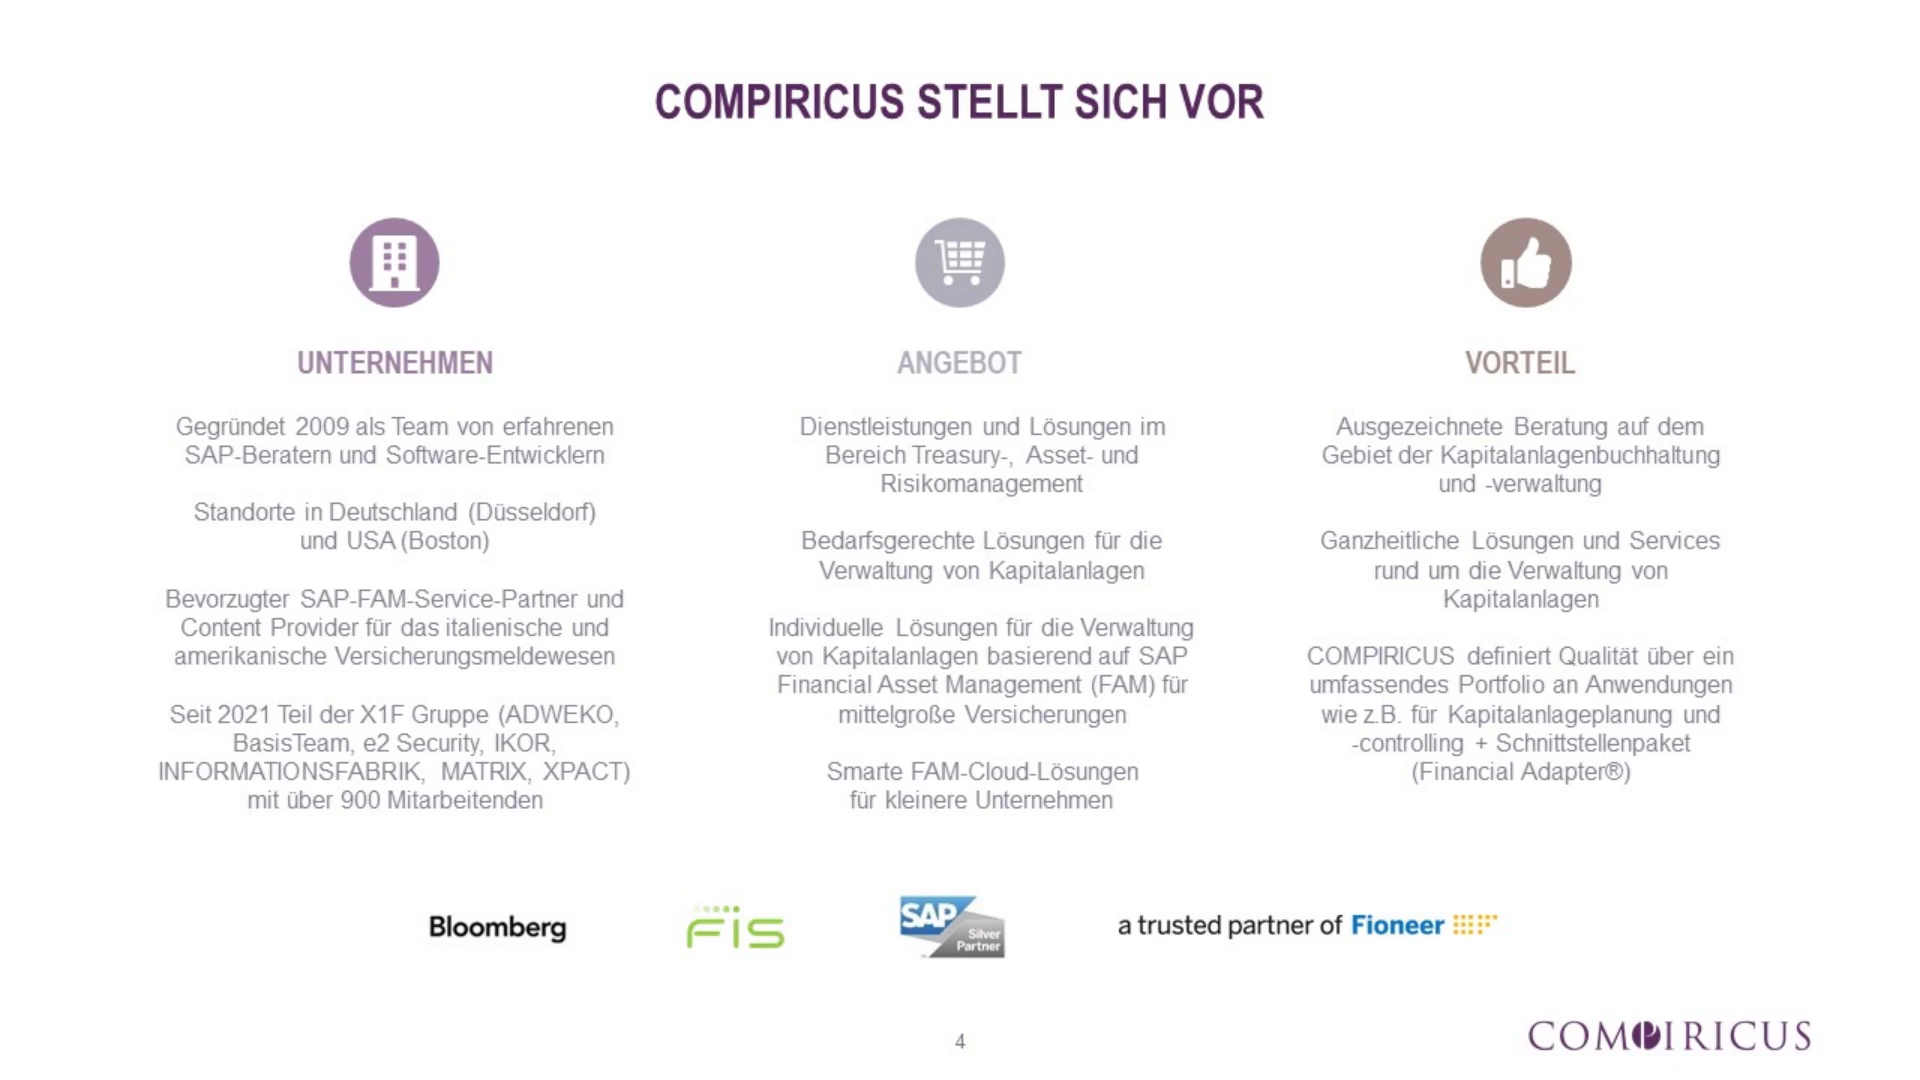 COMPIRICUS STELLT SICH VOR
UNTERNEHMEN
Gegründet 2009 als Team von erfahrenen
SAP-Beratern und Software-Entwicklern
Standorte in Deutschland (Düsseldorf)
und USA (Boston)
Bevorzugter SAP-FAM-Service-Partner und
Content Provider für das italienische und
amerikanische Versicherungsmeldewesen
Seit 2021 Teil der X1F Gruppe (ADWEKO,
BasisTeam, e2 Security, IKOR,
INFORMATIONSFABRIK, MATRIX, XPACT)
mit über 900 Mitarbeitenden
ANGEBOT
Dienstleistungen und Lösungen im
Bereich Treasury-, Asset- und
Risikomanagement
Bedarfsgerechte Lösungen für die
Verwaltung von Kapitalanlagen
Individuelle Lösungen für die Verwaltung
von Kapitalanlagen basierend auf SAP
Financial Asset Management (FAM) für
mittelgroße Versicherungen
Smarte FAM-Cloud-Lösungen
für kleinere Unternehmen
VORTEIL
Ausgezeichnete Beratung auf dem
Gebiet der Kapitalanlagenbuchhaltung
und -verwaltung
Ganzheitliche Lösungen und Services
rund um die Verwaltung von
Kapitalanlagen
COMPIRICUS definiert Qualität über ein
umfassendes Portfolio an Anwendungen
wie z.B. für Kapitalanlageplanung und
-controlling + Schnittstellenpaket
(Financial Adapter®)
Bloomberg
FIS
SAP
Silver
Partner
a trusted partner of Fioneer
4
COMPIRICUS